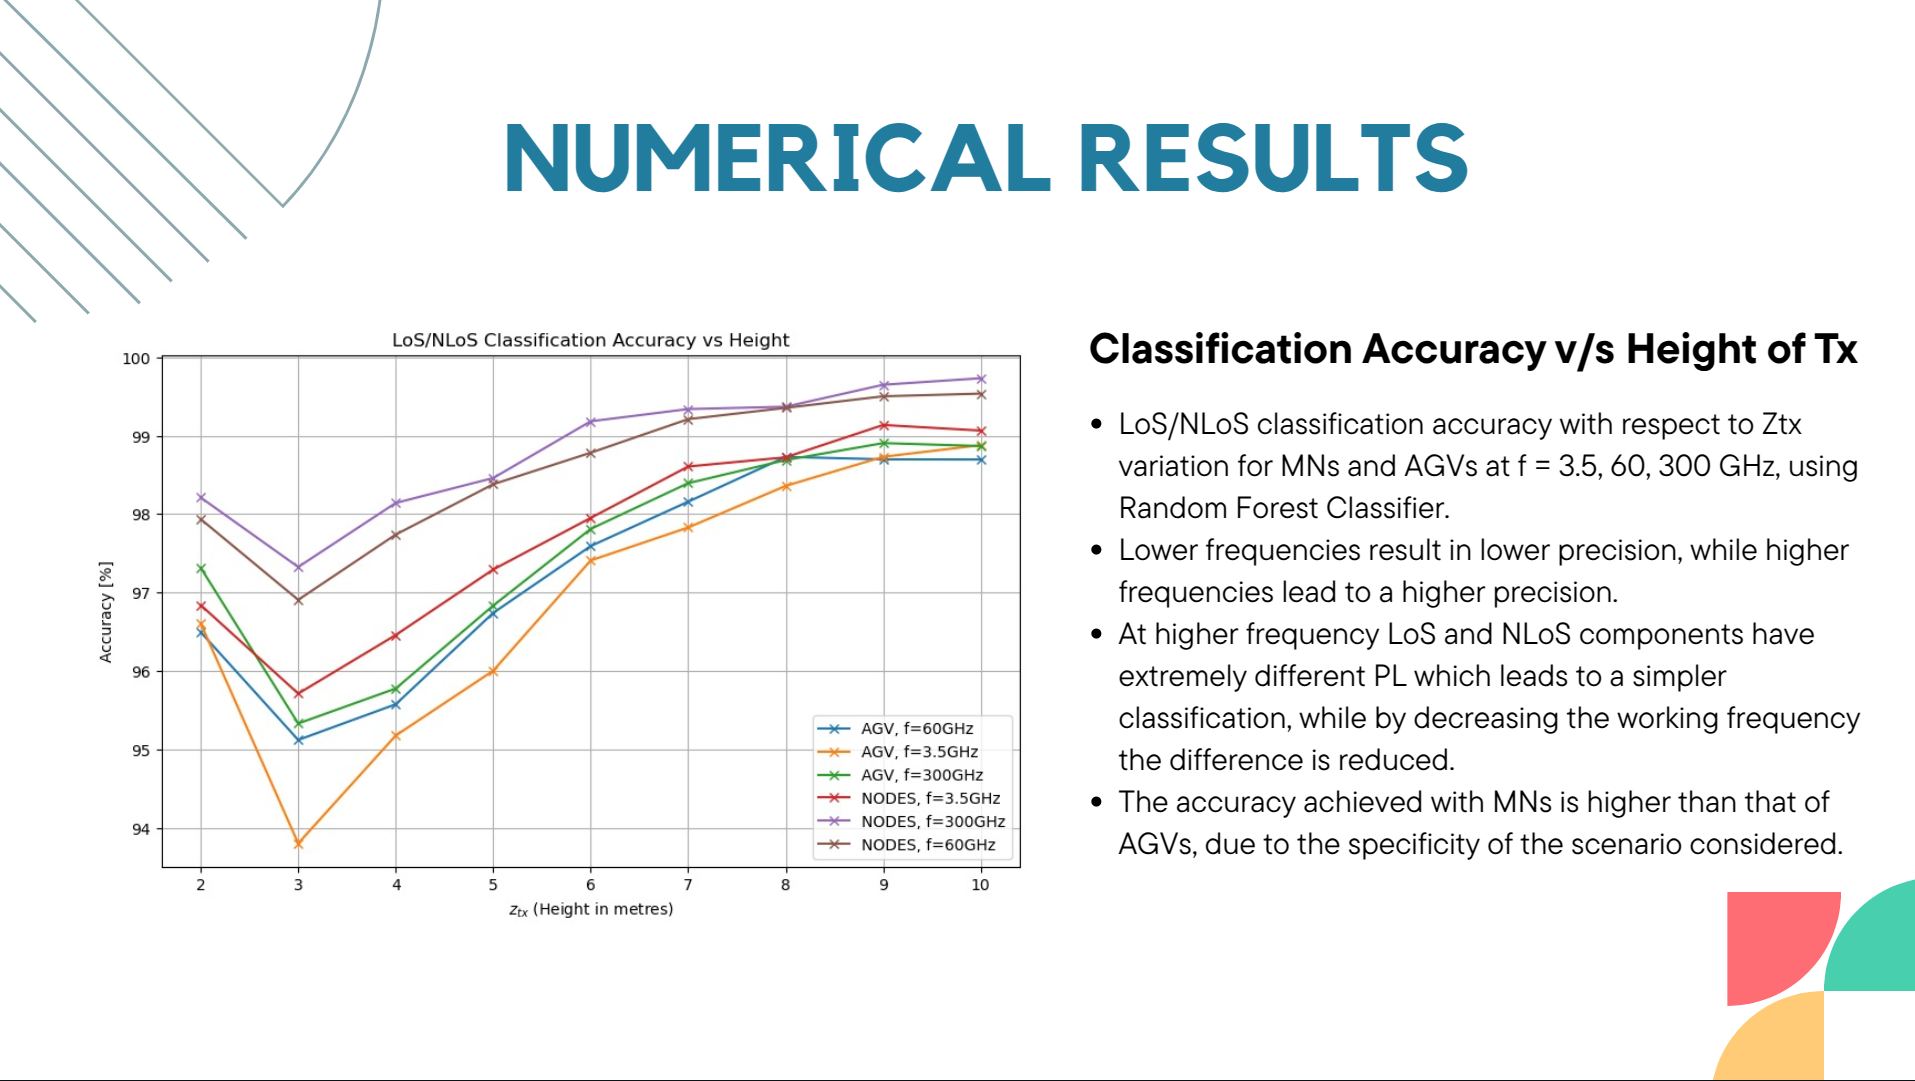 NUMERICAL RESULTS
LoS/NLoS Classification Accuracy vs Height
100
99
98
97
96
95
94
Accuracy [%]
AGV, f=60GHz
AGV, f=3.5GHz
AGV, f=300GHz
NODES, f=3.5GHz
NODES, f=300GHz
NODES, f=60GHz
2 3 4 5 6 7 8 9 10
ztx (Height in metres)
Classification Accuracy v/s Height of Tx
• LoS/NLoS classification accuracy with respect to Ztx
variation for MNs and AGVs at f = 3.5, 60, 300 GHz, using
Random Forest Classifier.
• Lower frequencies result in lower precision, while higher
frequencies lead to a higher precision.
• At higher frequency LoS and NLoS components have
extremely different PL which leads to a simpler
classification, while by decreasing the working frequency
the difference is reduced.
• The accuracy achieved with MNs is higher than that of
AGVs, due to the specificity of the scenario considered.